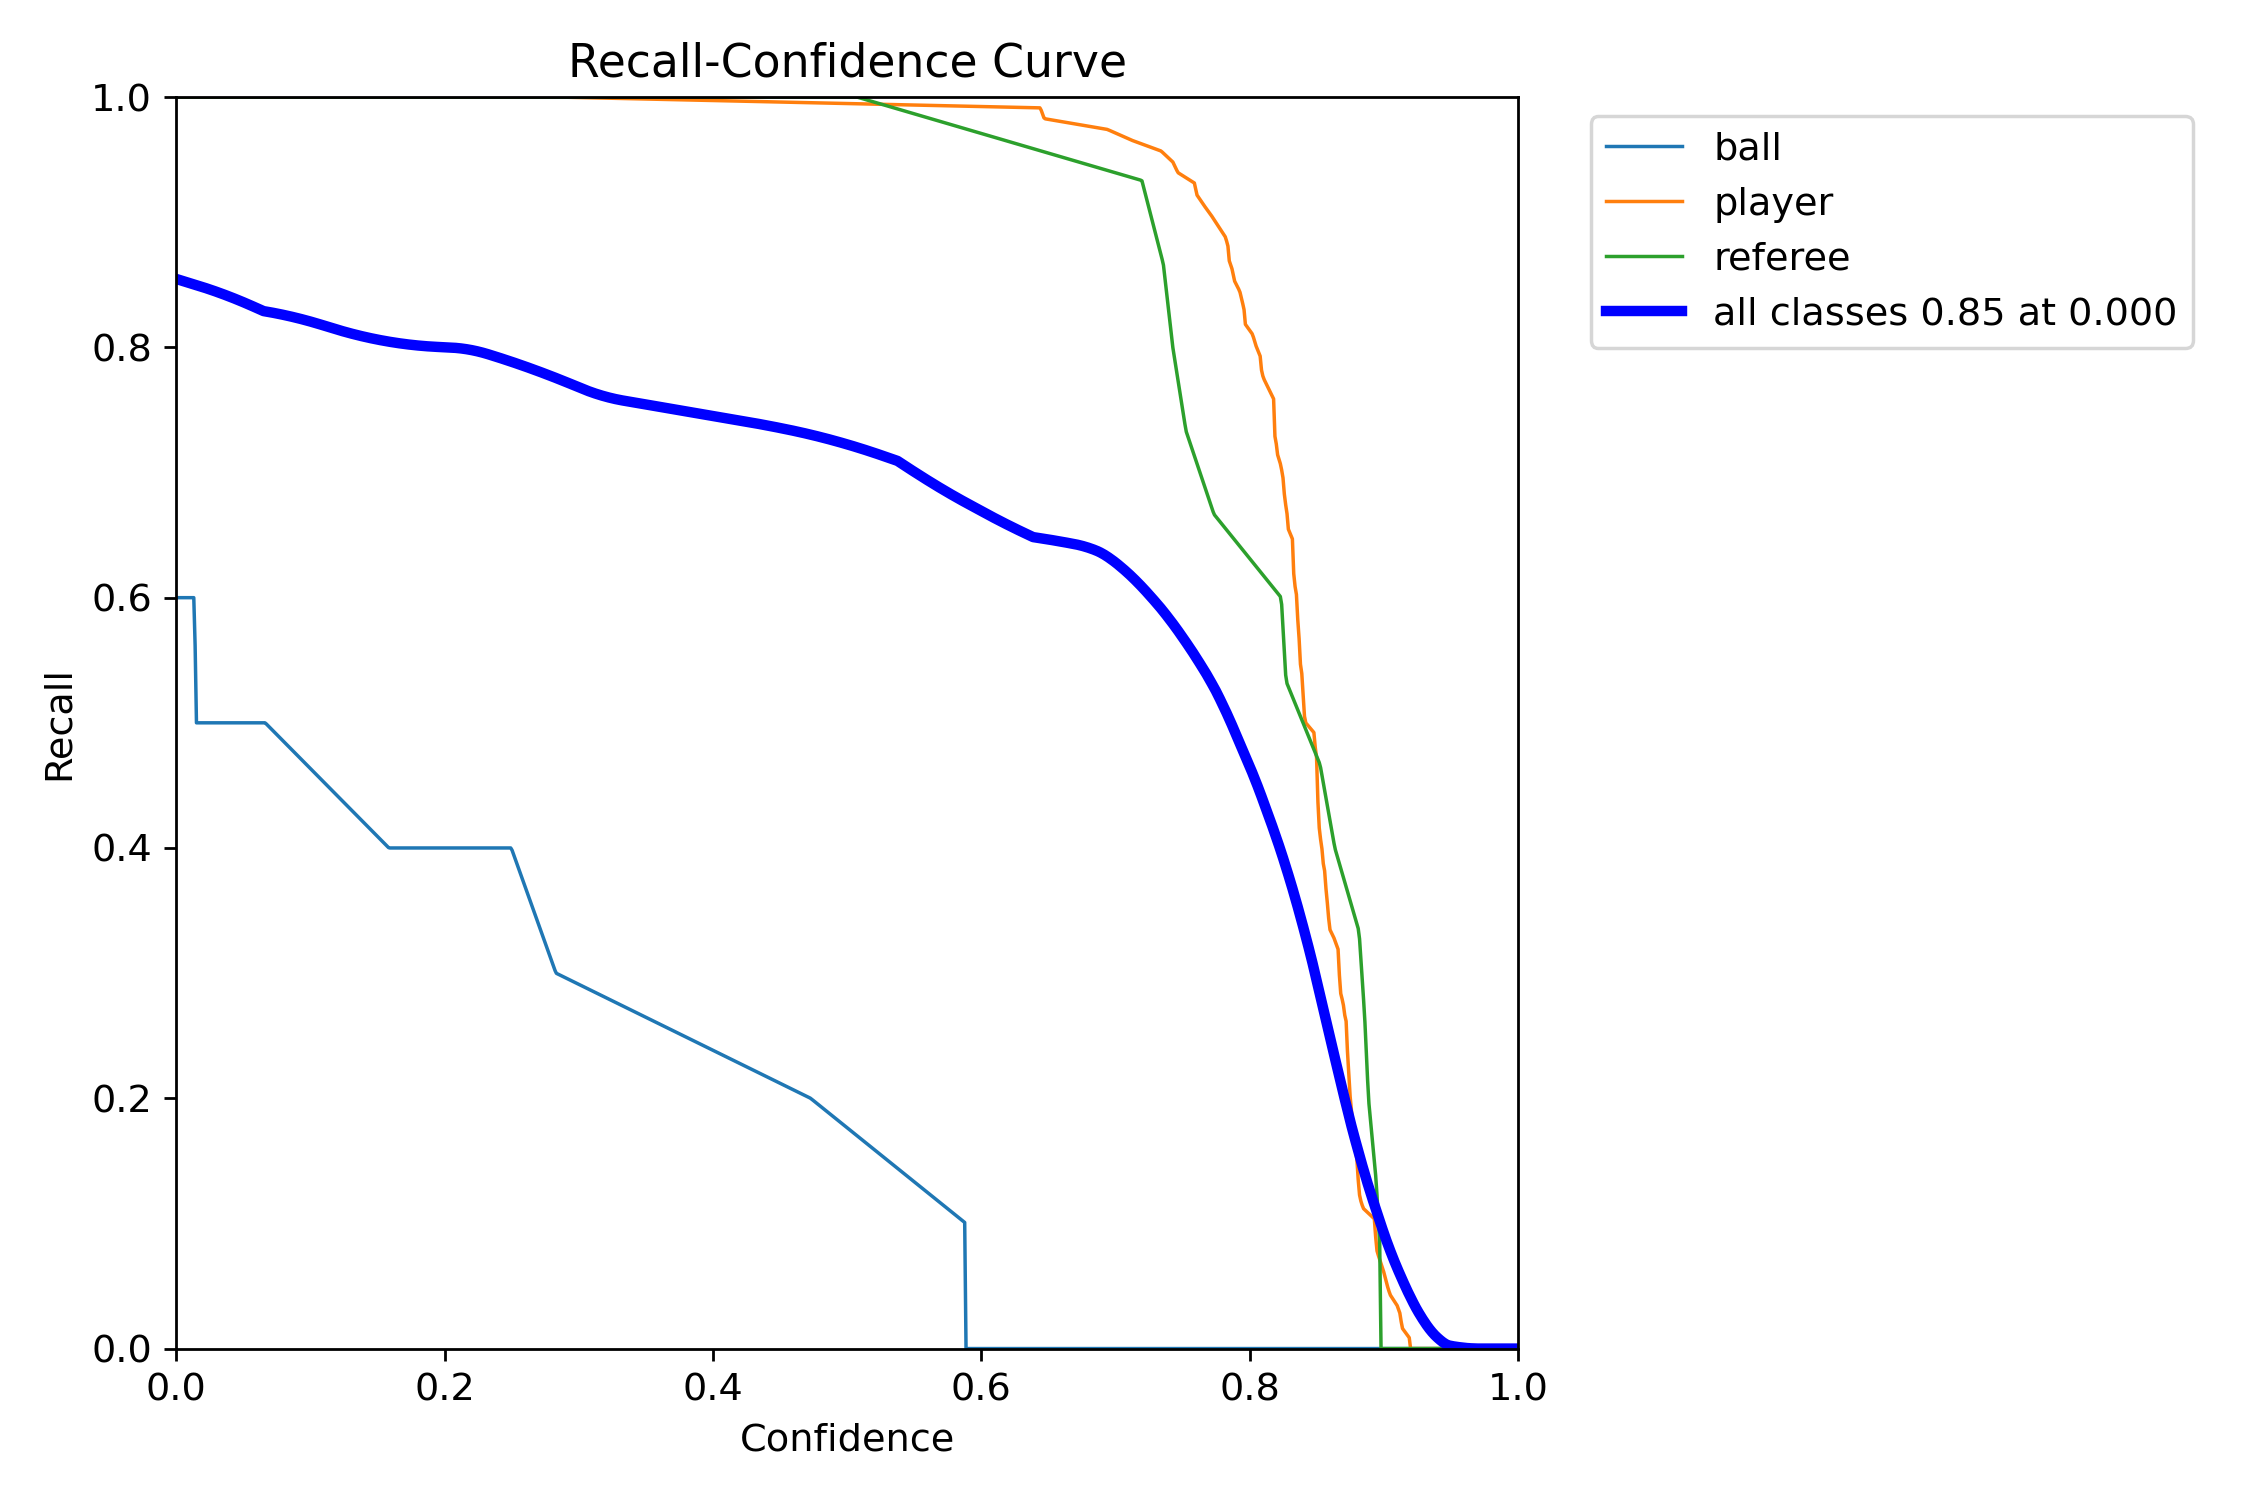 Recall-Confidence Curve
1.0
0.8
0.6
0.4
0.2
0.0
Recall
0.0 0.2 0.4 0.6 0.8 1.0
Confidence
ball
player
referee
all classes 0.85 at 0.000